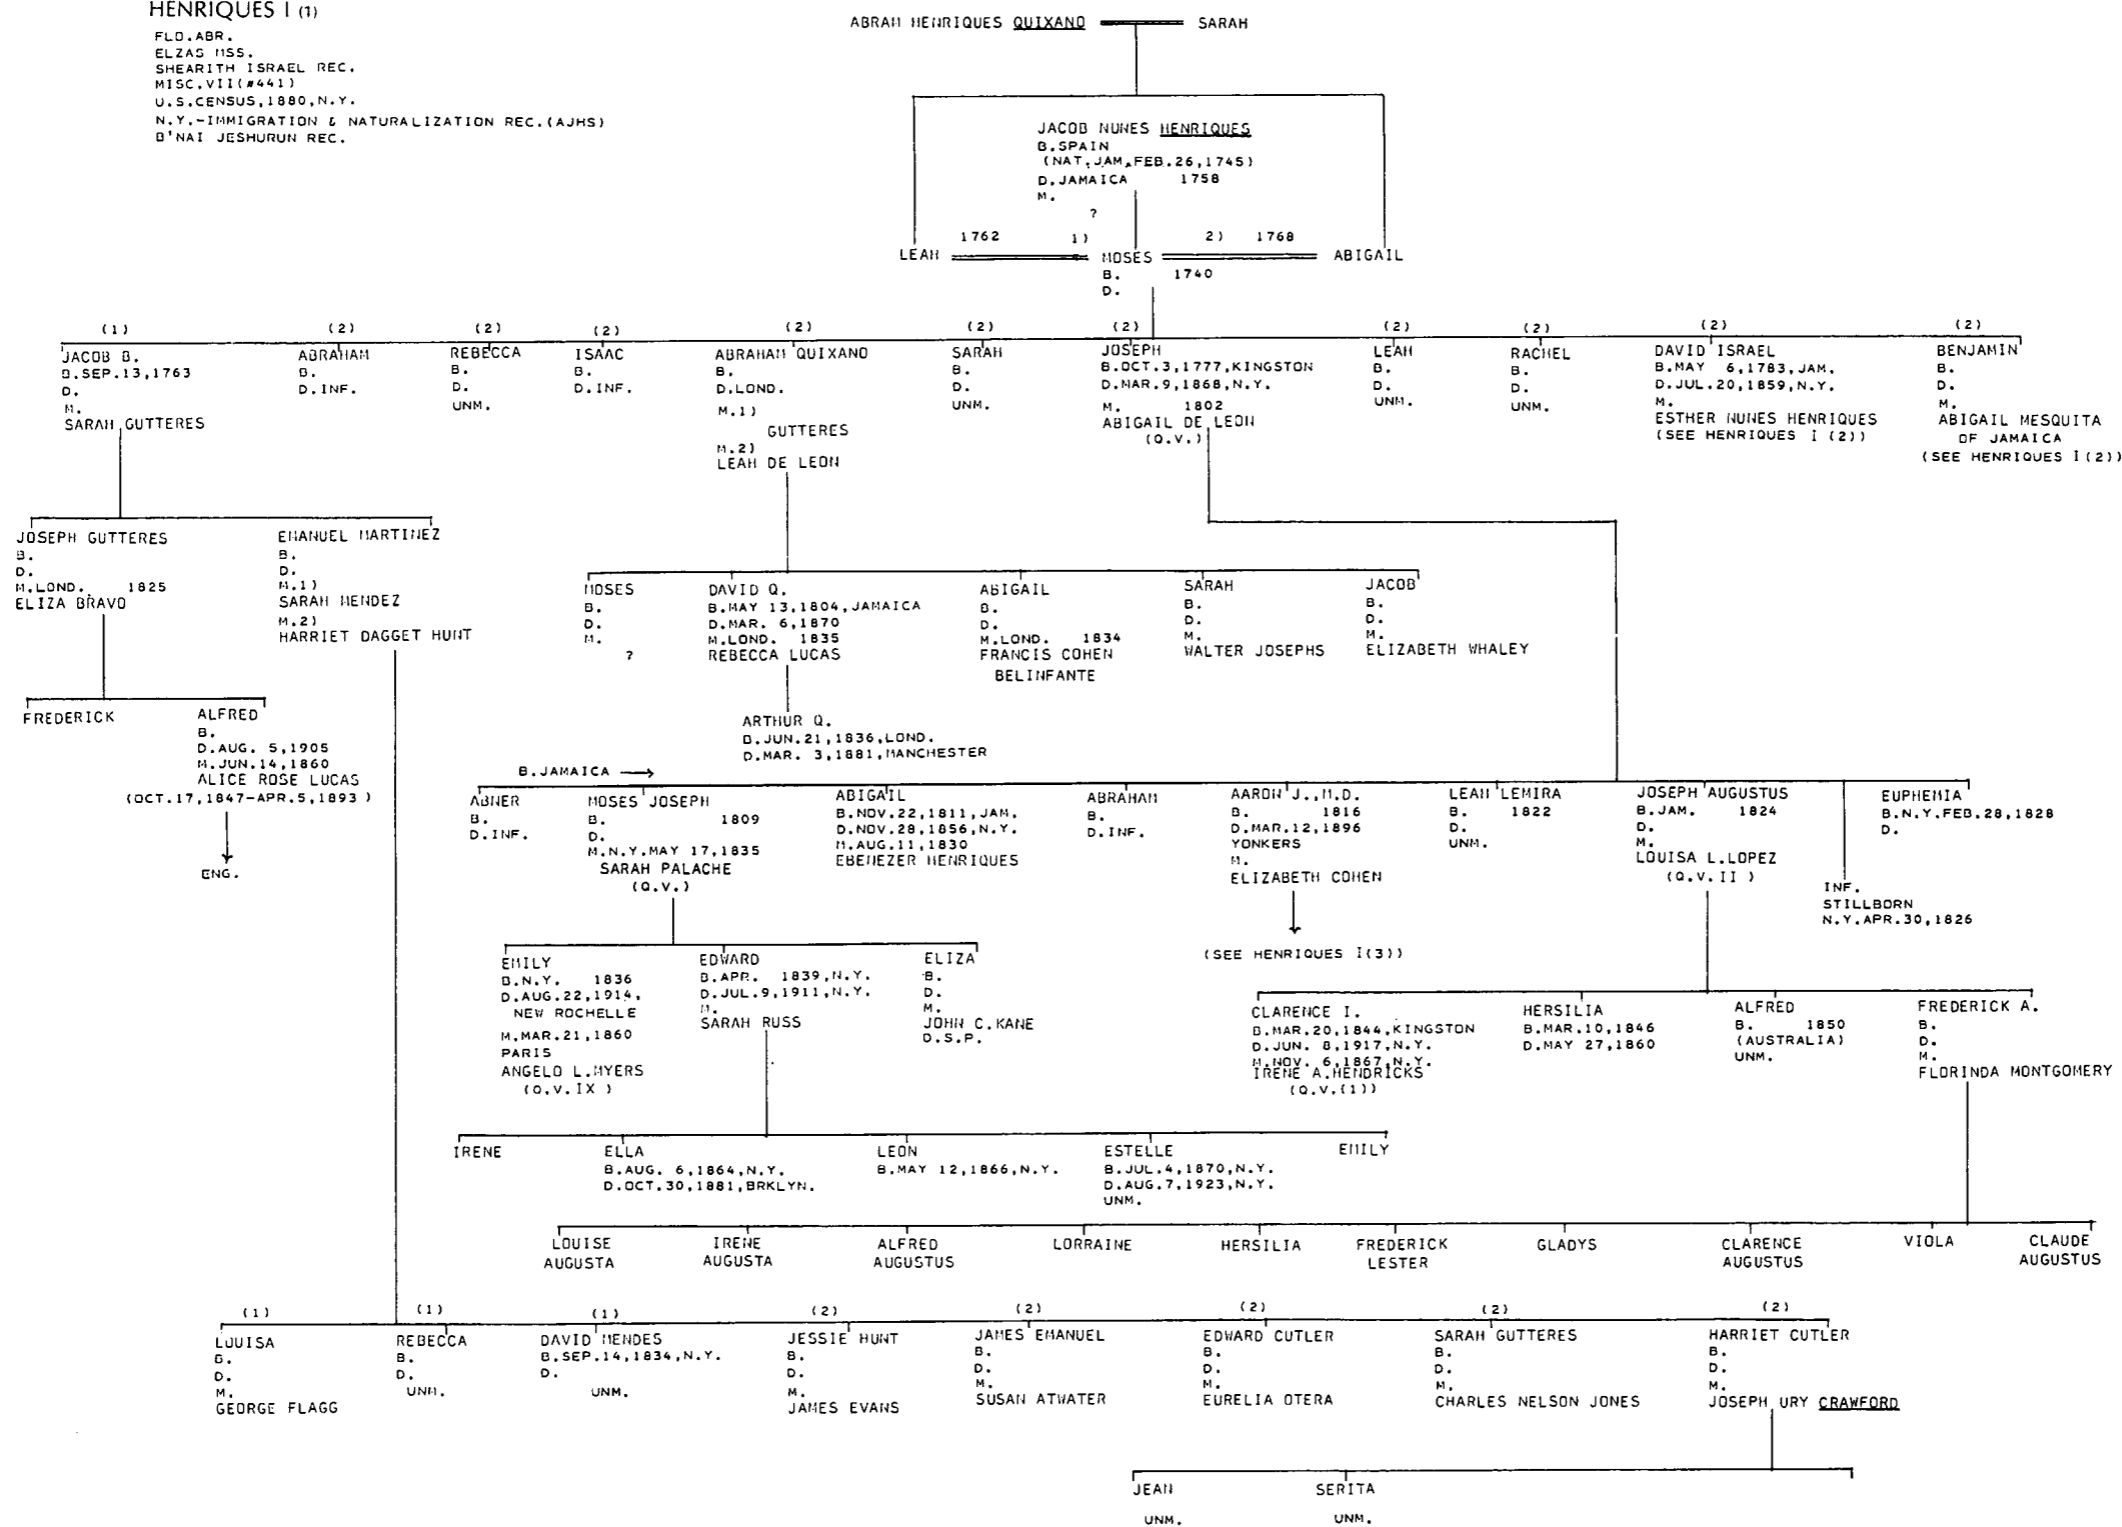 HENRIQUES I (1)
FLD.ABR.
ELZAS MSS.
SHEARITH ISRAEL REC.
MISC.VII(#441)
U.S.CENSUS,1880,N.Y.
N.Y.-IMMIGRATION & NATURALIZATION REC.(AJHS)
B'NAI JESHURUN REC.
ABRAH HENRIQUES QUIXANO SARAH
JACOB NUNES HENRIQUES
B.SPAIN
(NAT.JAM.FEB.26,1745)
D.JAMAICA 1758
M.
?
LEAH 1762 1) MOSES 2) 1768 ABIGAIL
B. 1740
D.
(1)
JACOB B.
B.SEP.13,1763
D.
M.
SARAH GUTTERES
(2)
ABRAHAM
B.
D.INF.
(2)
REBECCA
B.
D.
UNM.
(2)
ISAAC
B.
D.INF.
(2)
ABRAHAM QUIXANO
B.
D.LOND.
M.1)
GUTTERES
M.2)
LEAH DE LEON
(2)
SARAH
B.
D.
UNM.
(2)
JOSEPH
B.OCT.3,1777,KINGSTON
D.MAR.9,1868,N.Y.
M. 1802
ABIGAIL DE LEON
(Q.V.)
(2)
LEAH
B.
D.
UNM.
(2)
RACHEL
B.
D.
UNM.
(2)
DAVID ISRAEL
B.MAY 6,1783,JAM.
D.JUL.20,1859,N.Y.
M.
ESTHER NUNES HENRIQUES
(SEE HENRIQUES I (2))
(2)
BENJAMIN
B.
D.
M.
ABIGAIL MESQUITA
OF JAMAICA
(SEE HENRIQUES I(2))
JOSEPH GUTTERES
B.
D.
M.LOND. 1825
ELIZA BRAVO
EMANUEL MARTINEZ
B.
D.
M.1)
SARAH MENDEZ
M.2)
HARRIET DAGGET HUNT
MOSES
B.
D.
M.
?
DAVID Q.
B.MAY 13,1804,JAMAICA
D.MAR. 6,1870
M.LOND. 1835
REBECCA LUCAS
ABIGAIL
B.
D.
M.LOND. 1834
FRANCIS COHEN
BELINFANTE
SARAH
B.
D.
M.
WALTER JOSEPHS
JACOB
B.
D.
M.
ELIZABETH WHALEY
FREDERICK
ALFRED
B.
D.AUG. 5,1905
M.JUN.14,1860
ALICE ROSE LUCAS
(OCT.17,1847-APR.5,1893 )
ENG.
ARTHUR Q.
B.JUN.21,1836,LOND.
D.MAR. 3,1881,MANCHESTER
B.JAMAICA
ABNER
B.
D.INF.
MOSES JOSEPH
B. 1809
D.
M.N.Y.MAY 17,1835
SARAH PALACHE
(Q.V.)
ABIGAIL
B.NOV.22,1811,JAM.
D.NOV.28,1856,N.Y.
M.AUG.11,1830
EBENEZER HENRIQUES
ABRAHAM
B.
D.INF.
AARON J.,M.D.
B. 1816
D.MAR.12,1896
YONKERS
M.
ELIZABETH COHEN
(SEE HENRIQUES I(3))
LEAH LEMIRA
B. 1822
D.
UNM.
JOSEPH AUGUSTUS
B.JAM. 1824
D.
M.
LOUISA L.LOPEZ
(Q.V.II )
INF.
STILLBORN
N.Y.APR.30,1826
EUPHEMIA
B.N.Y.FEB.28,1828
D.
EMILY
B.N.Y. 1836
D.AUG.22,1914,
NEW ROCHELLE
M.MAR.21,1860
PARIS
ANGELO L.MYERS
(Q.V.IX )
EDWARD
B.APR. 1839,N.Y.
D.JUL.9,1911,N.Y.
M.
SARAH RUSS
ELIZA
B.
D.
M.
JOHN C.KANE
D.S.P.
CLARENCE I.
B.MAR.20,1844,KINGSTON
D.JUN. 8,1917,N.Y.
M.NOV. 6,1867,N.Y.
IRENE A.HENDRICKS
(Q.V.(1))
HERSILIA
B.MAR.10,1846
D.MAY 27,1860
ALFRED
B. 1850
(AUSTRALIA)
UNM.
FREDERICK A.
B.
D.
M.
FLORINDA MONTGOMERY
IRENE
ELLA
B.AUG. 6,1864,N.Y.
D.OCT.30,1881,BRKLYN.
LEON
B.MAY 12,1866,N.Y.
ESTELLE
B.JUL.4,1870,N.Y.
D.AUG.7,1923,N.Y.
UNM.
EMILY
LOUISE
AUGUSTA
IRENE
AUGUSTA
ALFRED
AUGUSTUS
LORRAINE
HERSILIA
FREDERICK
LESTER
GLADYS
CLARENCE
AUGUSTUS
VIOLA
CLAUDE
AUGUSTUS
(1)
LOUISA
B.
D.
M.
GEORGE FLAGG
(1)
REBECCA
B.
D.
UNM.
(1)
DAVID MENDES
B.SEP.14,1834,N.Y.
D.
UNM.
(2)
JESSIE HUNT
B.
D.
M.
JAMES EVANS
(2)
JAMES EMANUEL
B.
D.
M.
SUSAN ATWATER
(2)
EDWARD CUTLER
B.
D.
M.
EURELIA OTERA
(2)
SARAH GUTTERES
B.
D.
M.
CHARLES NELSON JONES
(2)
HARRIET CUTLER
B.
D.
M.
JOSEPH URY CRAWFORD
JEAN
UNM.
SERITA
UNM.